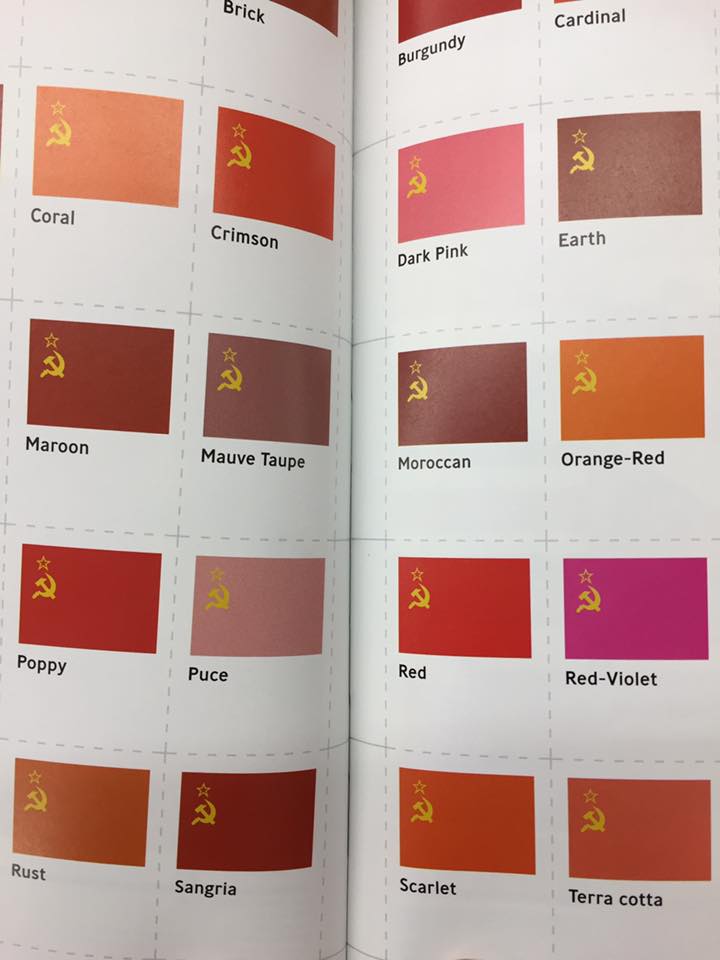 Brick
Coral
Crimson
Maroon
Mauve Taupe
Poppy
Puce
Rust
Sangria
Burgundy
Cardinal
Dark Pink
Earth
Moroccan
Orange-Red
Red
Red-Violet
Scarlet
Terra cotta